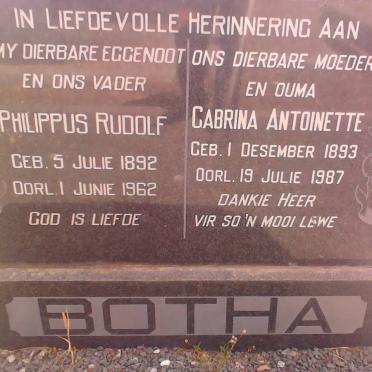 IN LIEFDEVOLLE HERINNERING AAN
MY DIERBARE EGGENOOT
EN ONS VADER
PHILIPPUS RUDOLF
GEB. 5 JULIE 1892
OORL. 1 JUNIE 1962
GOD IS LIEFDE
ONS DIERBARE MOEDER
EN OUMA
GABRINA ANTOINETTE
GEB. 1 DESEMBER 1893
OORL. 19 JULIE 1987
DANKIE HEER
VIR SO'N MOOI LEWE
BOTHA